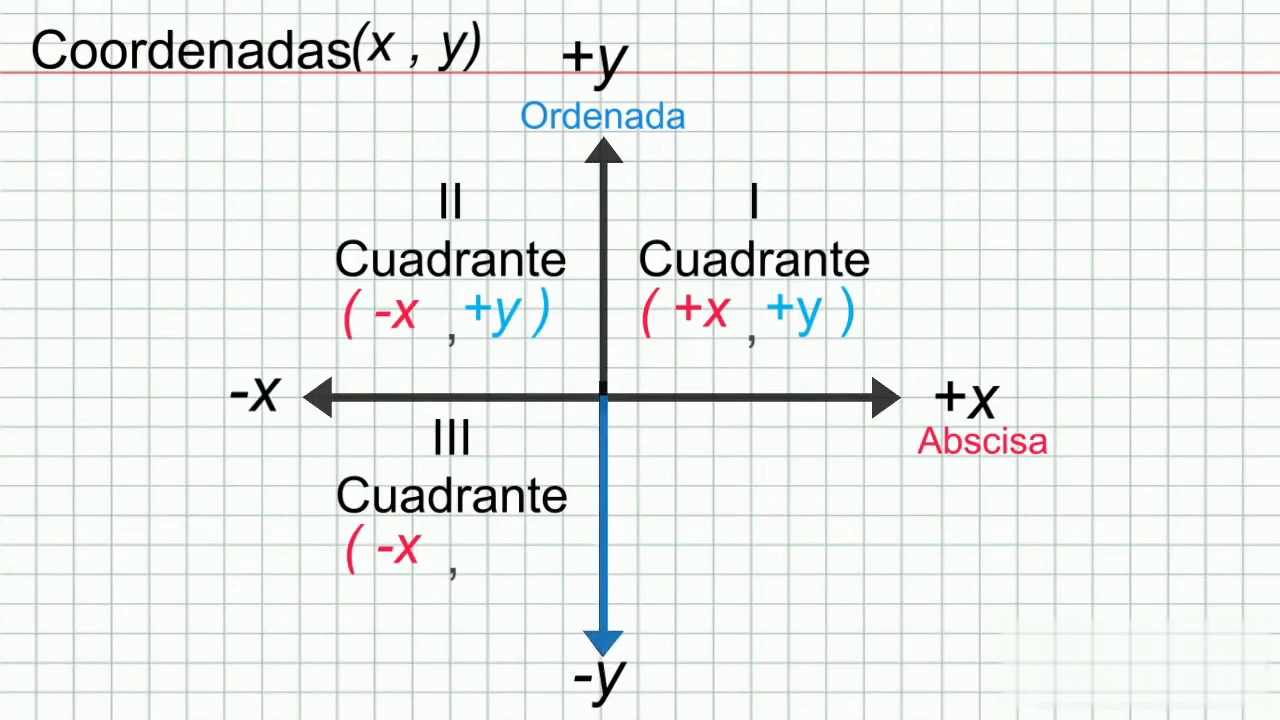 Coordenadas(x , y)
+y
Ordenada
II
Cuadrante
( -x , +y )
I
Cuadrante
( +x , +y )
-x
+x
Abscisa
III
Cuadrante
( -x ,
-y